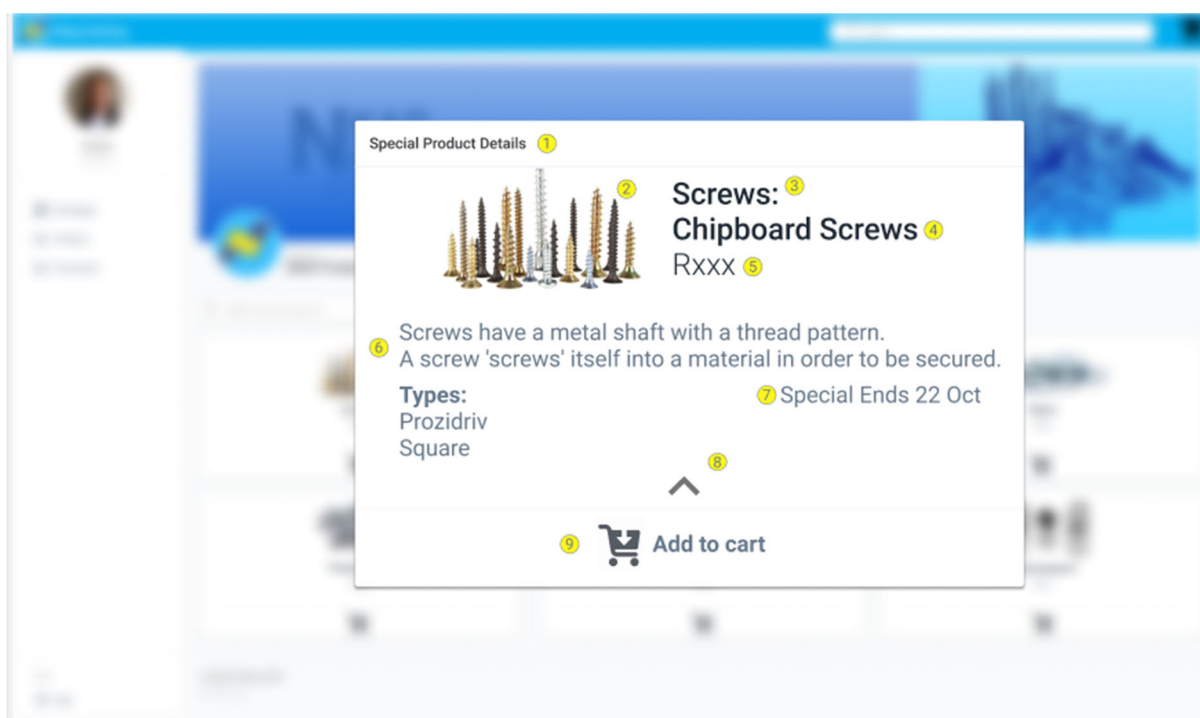 Special Product Details 1
2
Screws: 3
Chipboard Screws 4
Rxxx 5
6
Screws have a metal shaft with a thread pattern.
A screw 'screws' itself into a material in order to be secured.
Types:
7 Special Ends 22 Oct
Prozidriv
Square
8
9 Add to cart